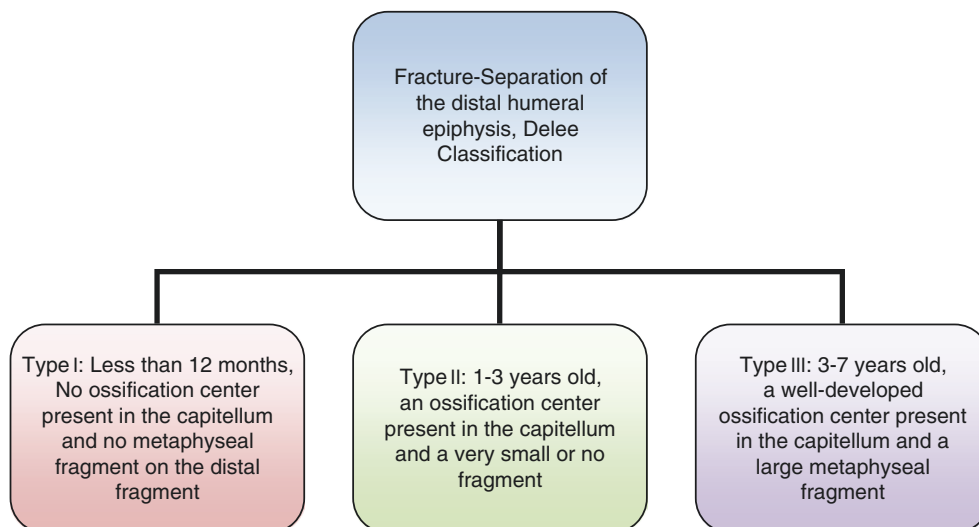 Fracture-Separation of
the distal humeral
epiphysis, Delee
Classification
Type I: Less than 12 months,
No ossification center
present in the capitellum
and no metaphyseal
fragment on the distal
fragment
Type II: 1-3 years old,
an ossification center
present in the capitellum
and a very small or no
fragment
Type III: 3-7 years old,
a well-developed
ossification center present
in the capitellum and a
large metaphyseal
fragment